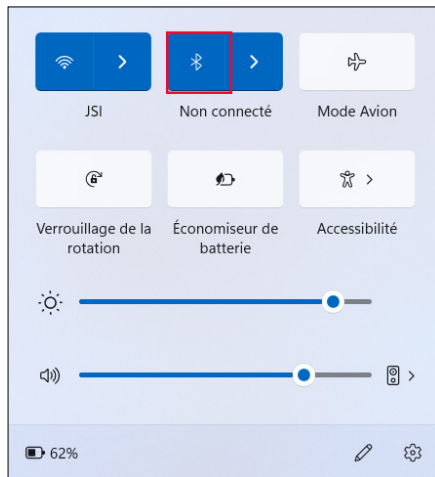 JSI
Non connecté
Mode Avion
Verrouillage de la
rotation
Économiseur de
batterie
Accessibilité
62%